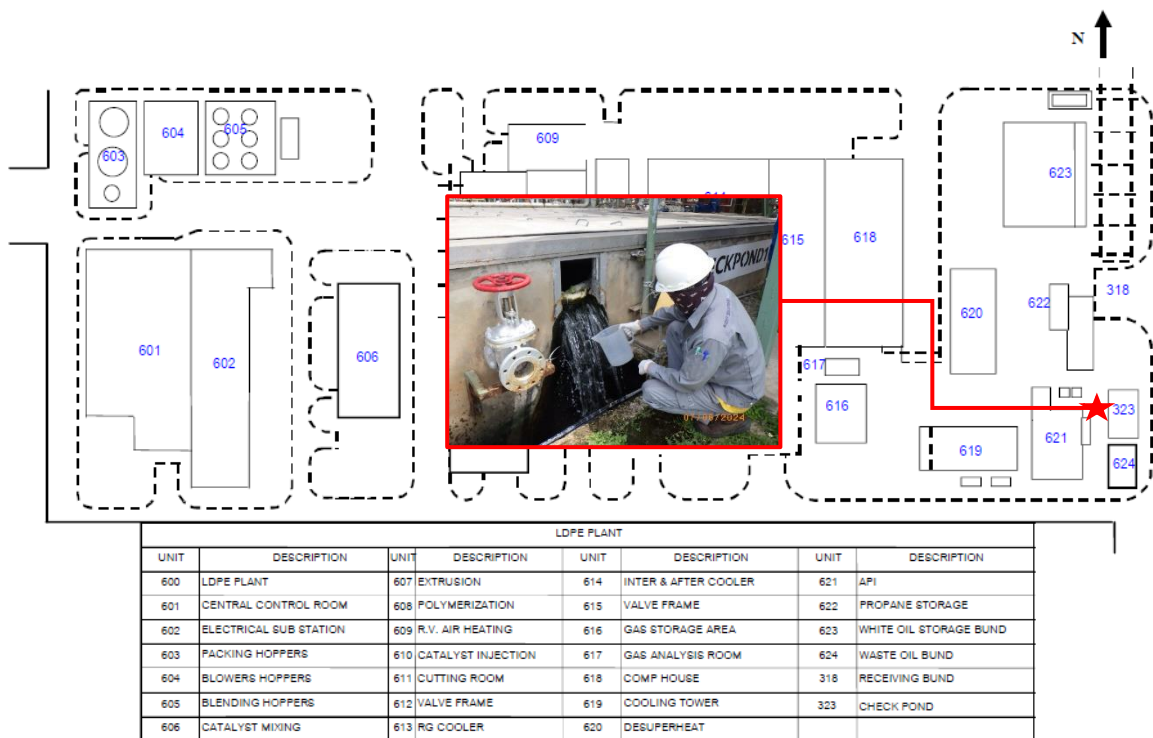 N
604
605
603
609
614
623
615
618
CKPOND1
318
620
622
601
602
606
617
616
323
07/06/2024
621
619
624
LDPE PLANT
UNIT DESCRIPTION UNIT DESCRIPTION UNIT DESCRIPTION UNIT DESCRIPTION
600 LDPE PLANT 607 EXTRUSION 614 INTER & AFTER COOLER 621 API
601 CENTRAL CONTROL ROOM 608 POLYMERIZATION 615 VALVE FRAME 622 PROPANE STORAGE
602 ELECTRICAL SUB STATION 609 R.V. AIR HEATING 616 GAS STORAGE AREA 623 WHITE OIL STORAGE BUND
603 PACKING HOPPERS 610 CATALYST INJECTION 617 GAS ANALYSIS ROOM 624 WASTE OIL BUND
604 BLOWERS HOPPERS 611 CUTTING ROOM 618 COMP HOUSE 318 RECEIVING BUND
605 BLENDING HOPPERS 612 VALVE FRAME 619 COOLING TOWER 323 CHECK POND
606 CATALYST MIXING 613 RG COOLER 620 DESUPERHEAT